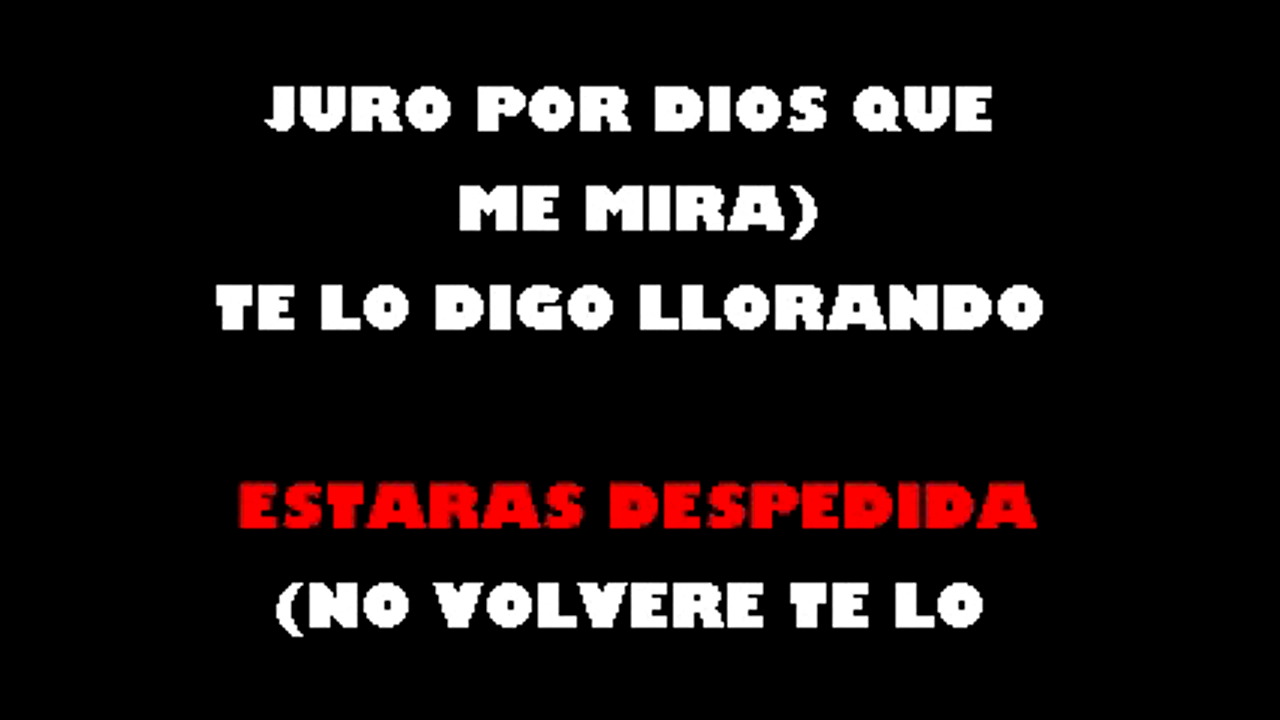 JURO POR DIOS QUE
ME MIRA)
TE LO DIGO LLORANDO
ESTARAS DESPEDIDA
(NO VOLVERE TE LO